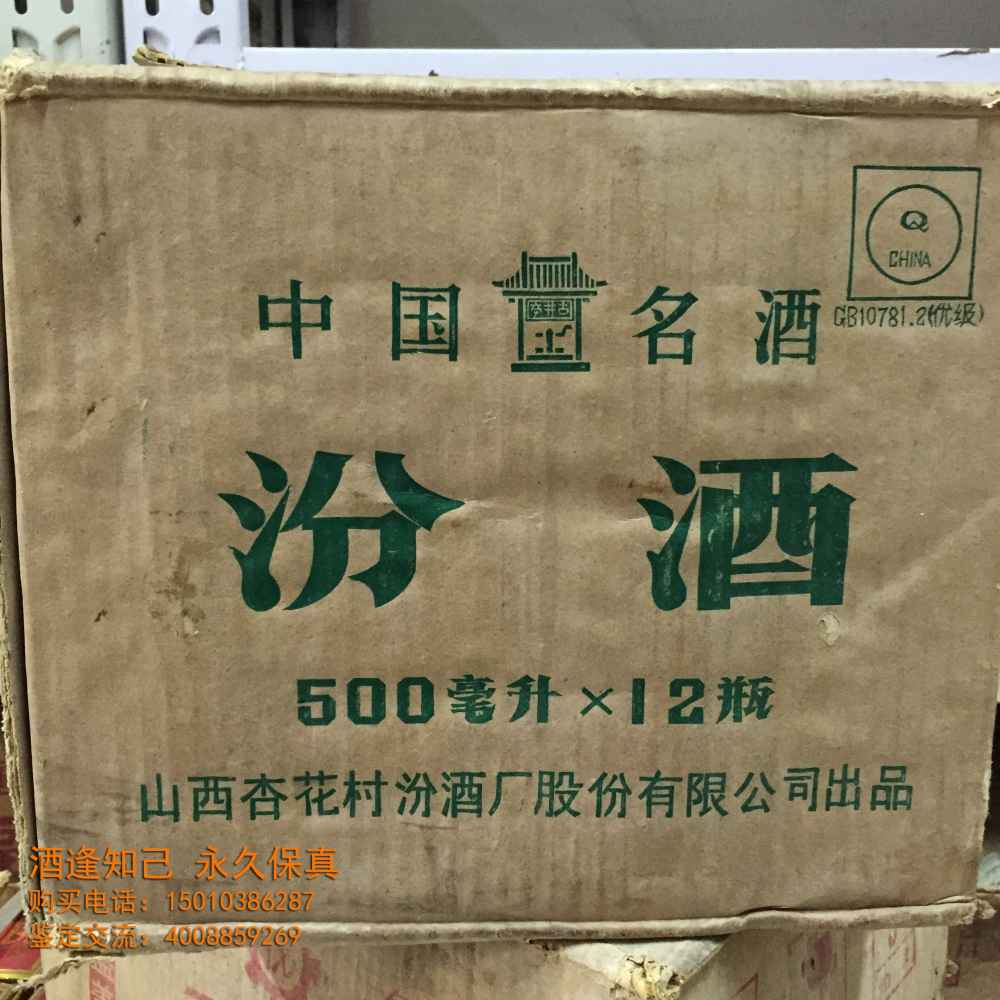 Q
CHINA
GB10781.2(优级)
中国名酒
汾酒
500毫升×12瓶
山西杏花村汾酒厂股份有限公司出品
酒逢知己 永久保真
购买电话：15010386287
鉴定交流：4008859269